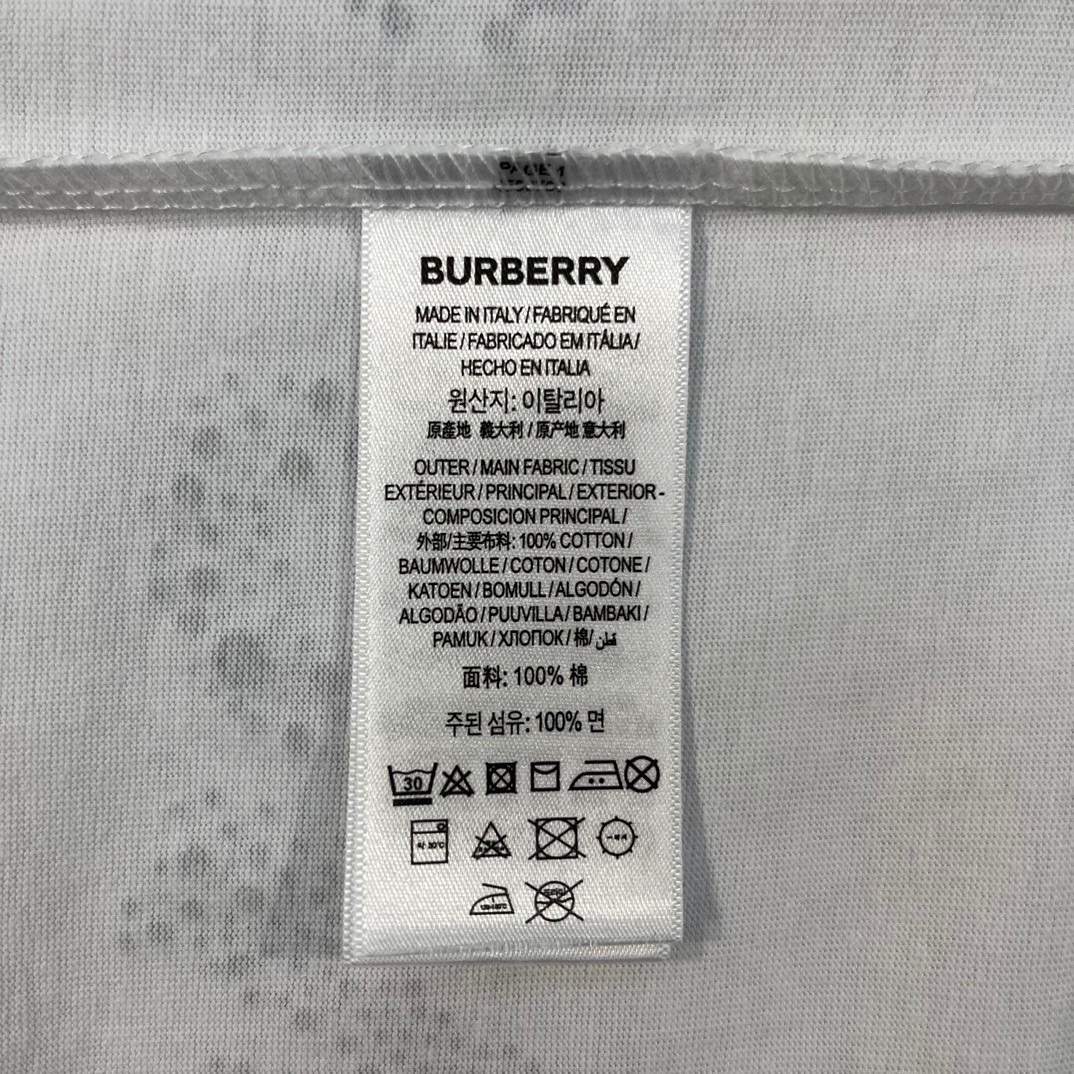 BURBERRY
MADE IN ITALY / FABRIQUÉ EN
ITALIE / FABRICADO EM ITÁLIA /
HECHO EN ITALIA
원산지: 이탈리아
原產地 義大利 / 原产地 意大利
OUTER / MAIN FABRIC / TISSU
EXTÉRIEUR / PRINCIPAL / EXTERIOR -
COMPOSICION PRINCIPAL /
外部/主要布料: 100% COTTON /
BAUMWOLLE / COTON / COTONE /
KATOEN / BOMULL / ALGODÓN /
ALGODÃO / PUUVILLA / BAMBAKI /
PAMUK / ХЛОПОК / 棉/
面料: 100% 棉
주된 섬유: 100% 면
30